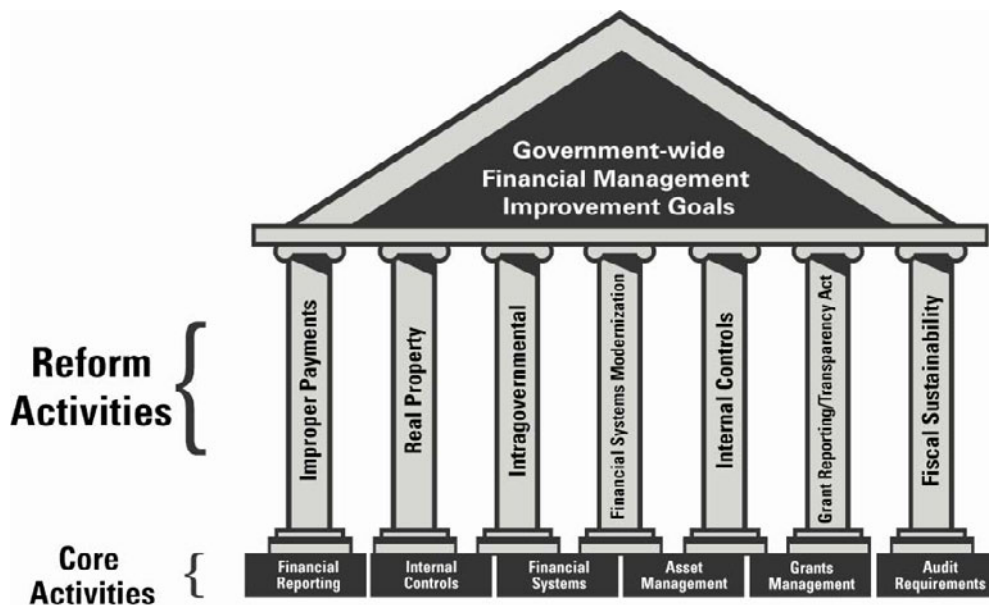 Government-wide
Financial Management
Improvement Goals
Reform
Activities
Improper Payments
Real Property
Intragovernmental
Financial Systems Modernization
Internal Controls
Grant Reporting/Transparency Act
Fiscal Sustainability
Core
Activities
Financial
Reporting
Internal
Controls
Financial
Systems
Asset
Management
Grants
Management
Audit
Requirements